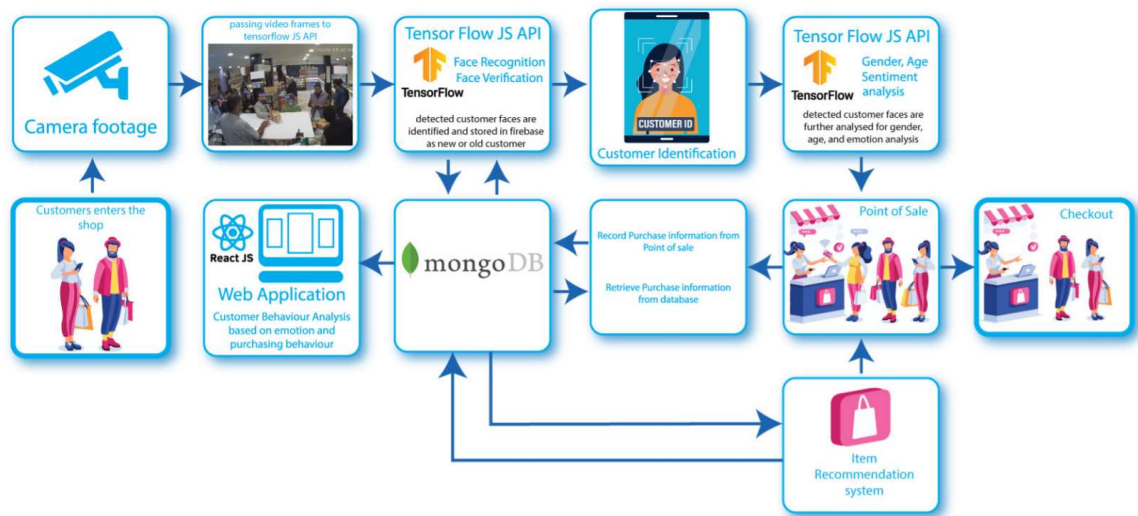 Camera footage
passing video frames to
tensorflow JS API
Tensor Flow JS API
Face Recognition
Face Verification
TensorFlow
detected customer faces are
identified and stored in firebase
as new or old customer
CUSTOMER ID
Customer Identification
Tensor Flow JS API
Gender, Age
Sentiment
analysis
TensorFlow
detected customer faces are
further analysed for gender,
age, and emotion analysis
Customers enters the
shop
React JS
Web Application
Customer Behaviour Analysis
based on emotion and
purchasing behaviour
mongoDB
Record Purchase information from
Point of sale
Retrieve Purchase information
from database
Point of Sale
Checkout
Item
Recommendation
system